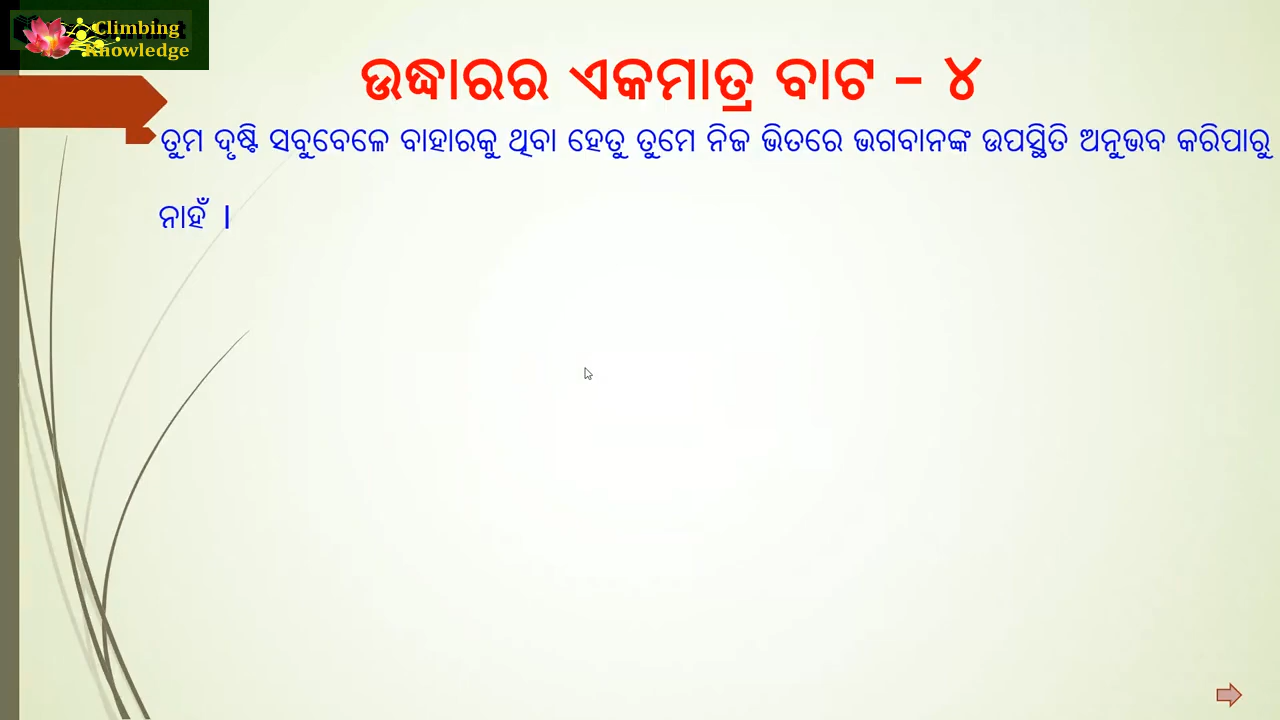 Climbing
Knowledge
ଉଦ୍ଧାରର ଏକମାତ୍ର ବାଟ – ୪
ତୁମ ଦୃଷ୍ଟି ସବୁବେଳେ ବାହାରକୁ ଥିବା ହେତୁ ତୁମେ ନିଜ ଭିତରେ ଭଗବାନଙ୍କ ଉପସ୍ଥିତି ଅନୁଭବ କରିପାରୁ
ନାହଁ ।